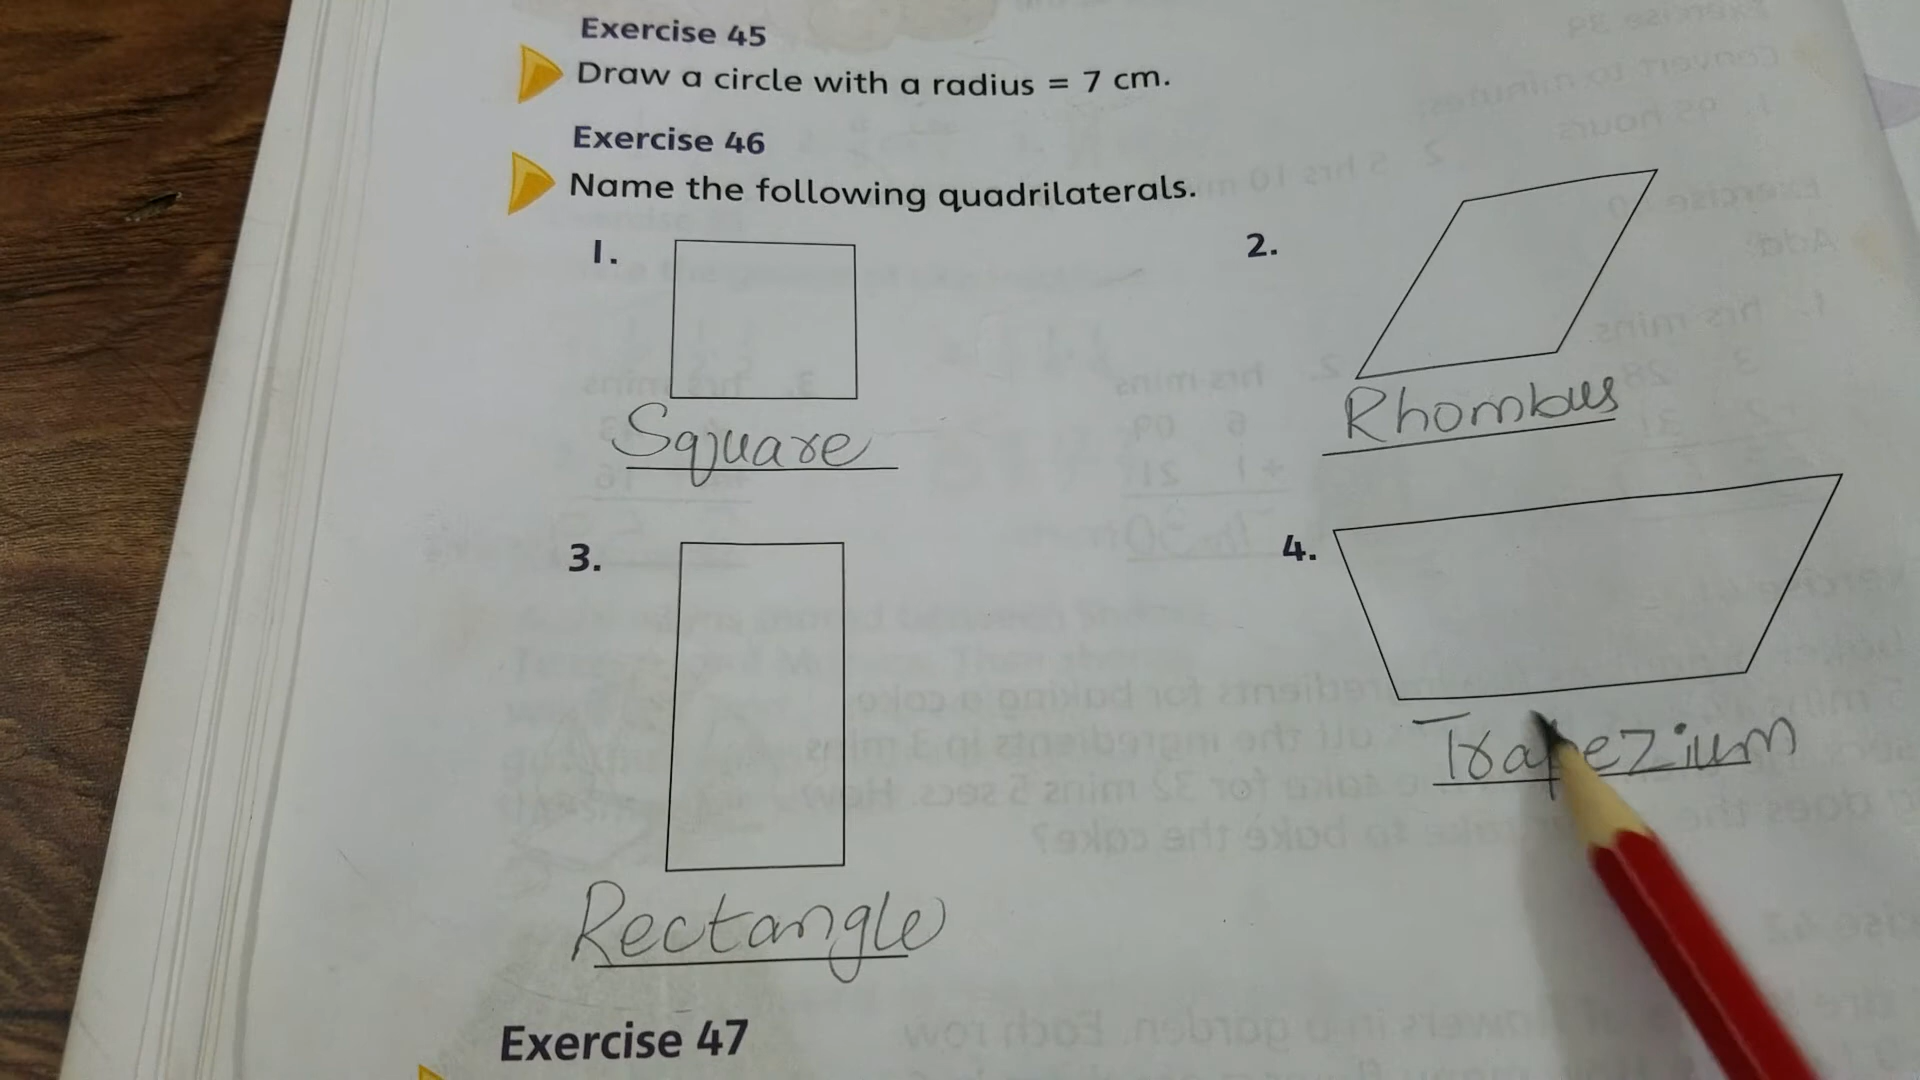 Exercise 45
Draw a circle with a radius = 7 cm.
Exercise 46
Name the following quadrilaterals.
1.
2.
Square
Rhombus
3.
4.
Trapezium
Rectangle
Exercise 47